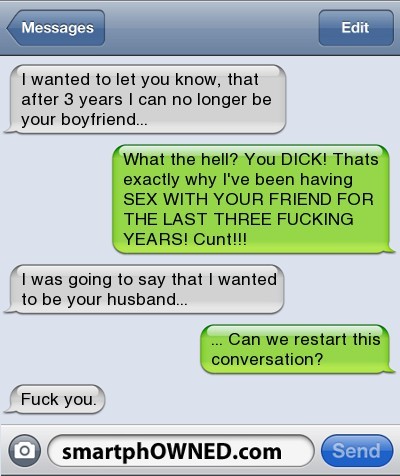 Messages
Edit
I wanted to let you know, that
after 3 years I can no longer be
your boyfriend...
What the hell? You DICK! Thats
exactly why I've been having
SEX WITH YOUR FRIEND FOR
THE LAST THREE FUCKING
YEARS! Cunt!!!
I was going to say that I wanted
to be your husband...
... Can we restart this
conversation?
Fuck you.
smartphOWNED.com
Send